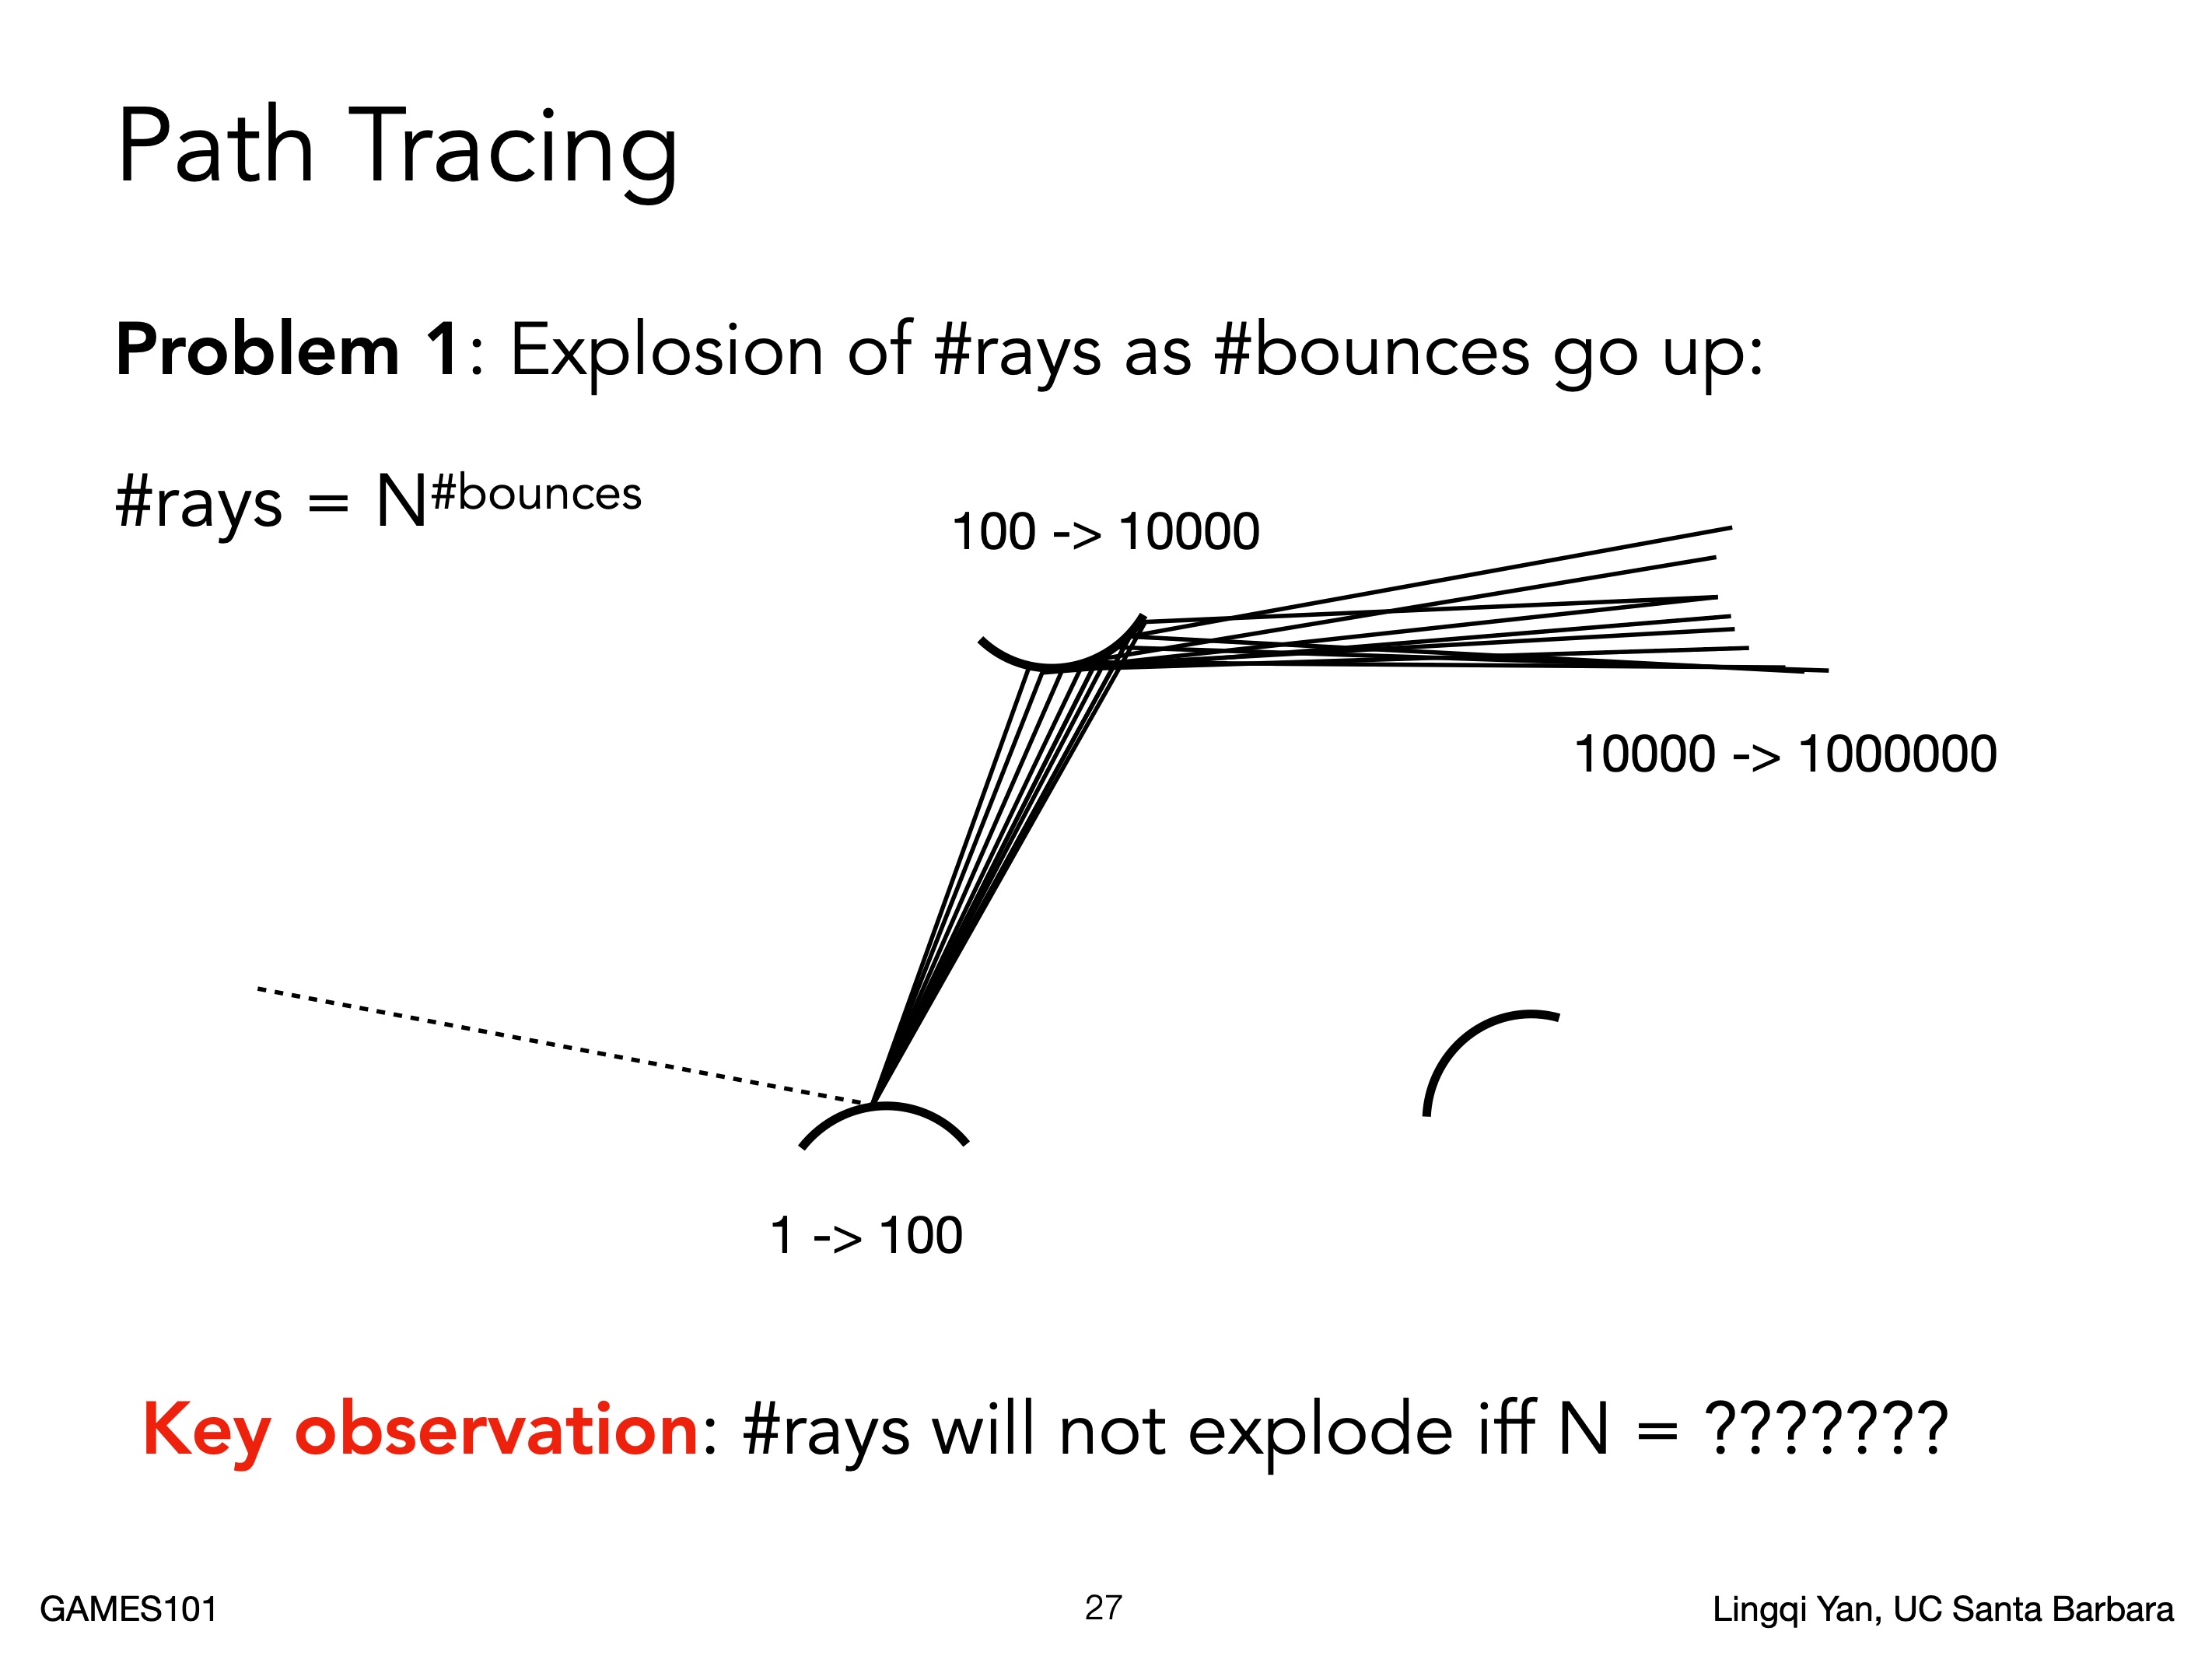 Path Tracing
Problem 1: Explosion of #rays as #bounces go up:
#rays = N#bounces
100 -> 10000
10000 -> 1000000
1 -> 100
Key observation: #rays will not explode iff N = ???????
GAMES101
27
Lingqi Yan, UC Santa Barbara